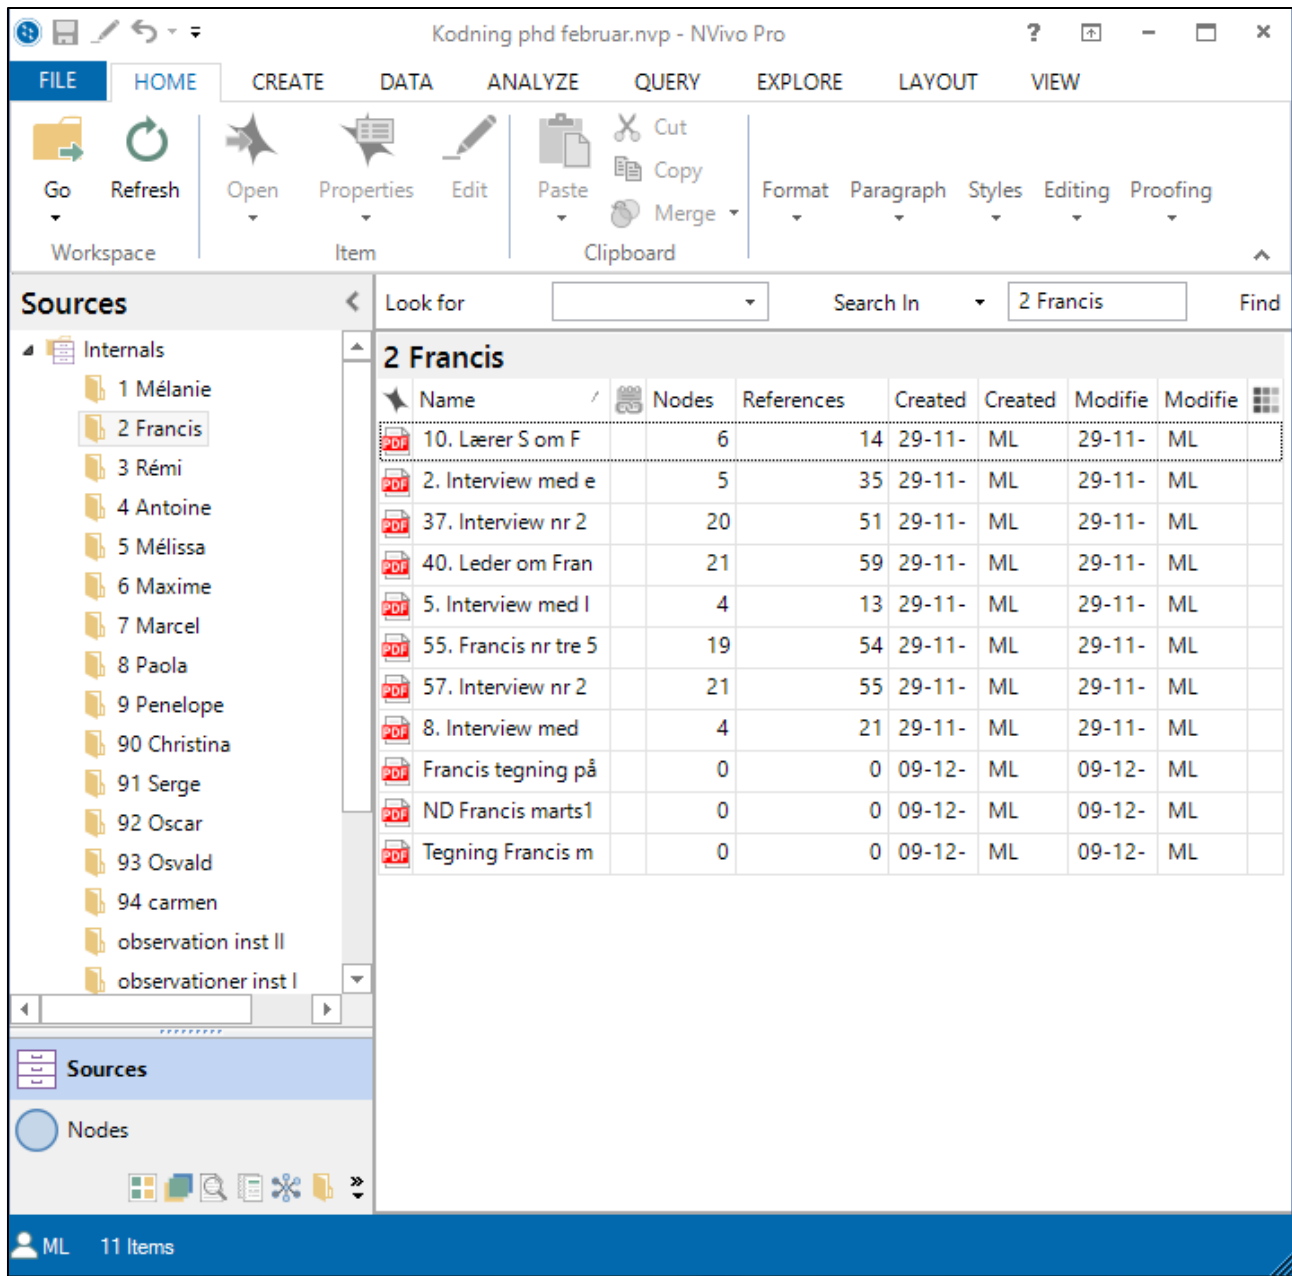 Kodning phd februar.nvp - NVivo Pro ?
FILE HOME CREATE DATA ANALYZE QUERY EXPLORE LAYOUT VIEW
Go Refresh Open Properties Edit Paste Cut Copy Merge Format Paragraph Styles Editing Proofing
Workspace Item Clipboard
Sources
Look for Search In 2 Francis Find
Internals
1 Mélanie
2 Francis
3 Rémi
4 Antoine
5 Mélissa
6 Maxime
7 Marcel
8 Paola
9 Penelope
90 Christina
91 Serge
92 Oscar
93 Osvald
94 carmen
observation inst II
observationer inst I
Sources
Nodes
2 Francis
Name Nodes References Created Created Modifie Modifie
PDF 10. Lærer S om F 6 14 29-11- ML 29-11- ML
PDF 2. Interview med e 5 35 29-11- ML 29-11- ML
PDF 37. Interview nr 2 20 51 29-11- ML 29-11- ML
PDF 40. Leder om Fran 21 59 29-11- ML 29-11- ML
PDF 5. Interview med l 4 13 29-11- ML 29-11- ML
PDF 55. Francis nr tre 5 19 54 29-11- ML 29-11- ML
PDF 57. Interview nr 2 21 55 29-11- ML 29-11- ML
PDF 8. Interview med 4 21 29-11- ML 29-11- ML
PDF Francis tegning på 0 0 09-12- ML 09-12- ML
PDF ND Francis marts1 0 0 09-12- ML 09-12- ML
PDF Tegning Francis m 0 0 09-12- ML 09-12- ML
ML 11 Items